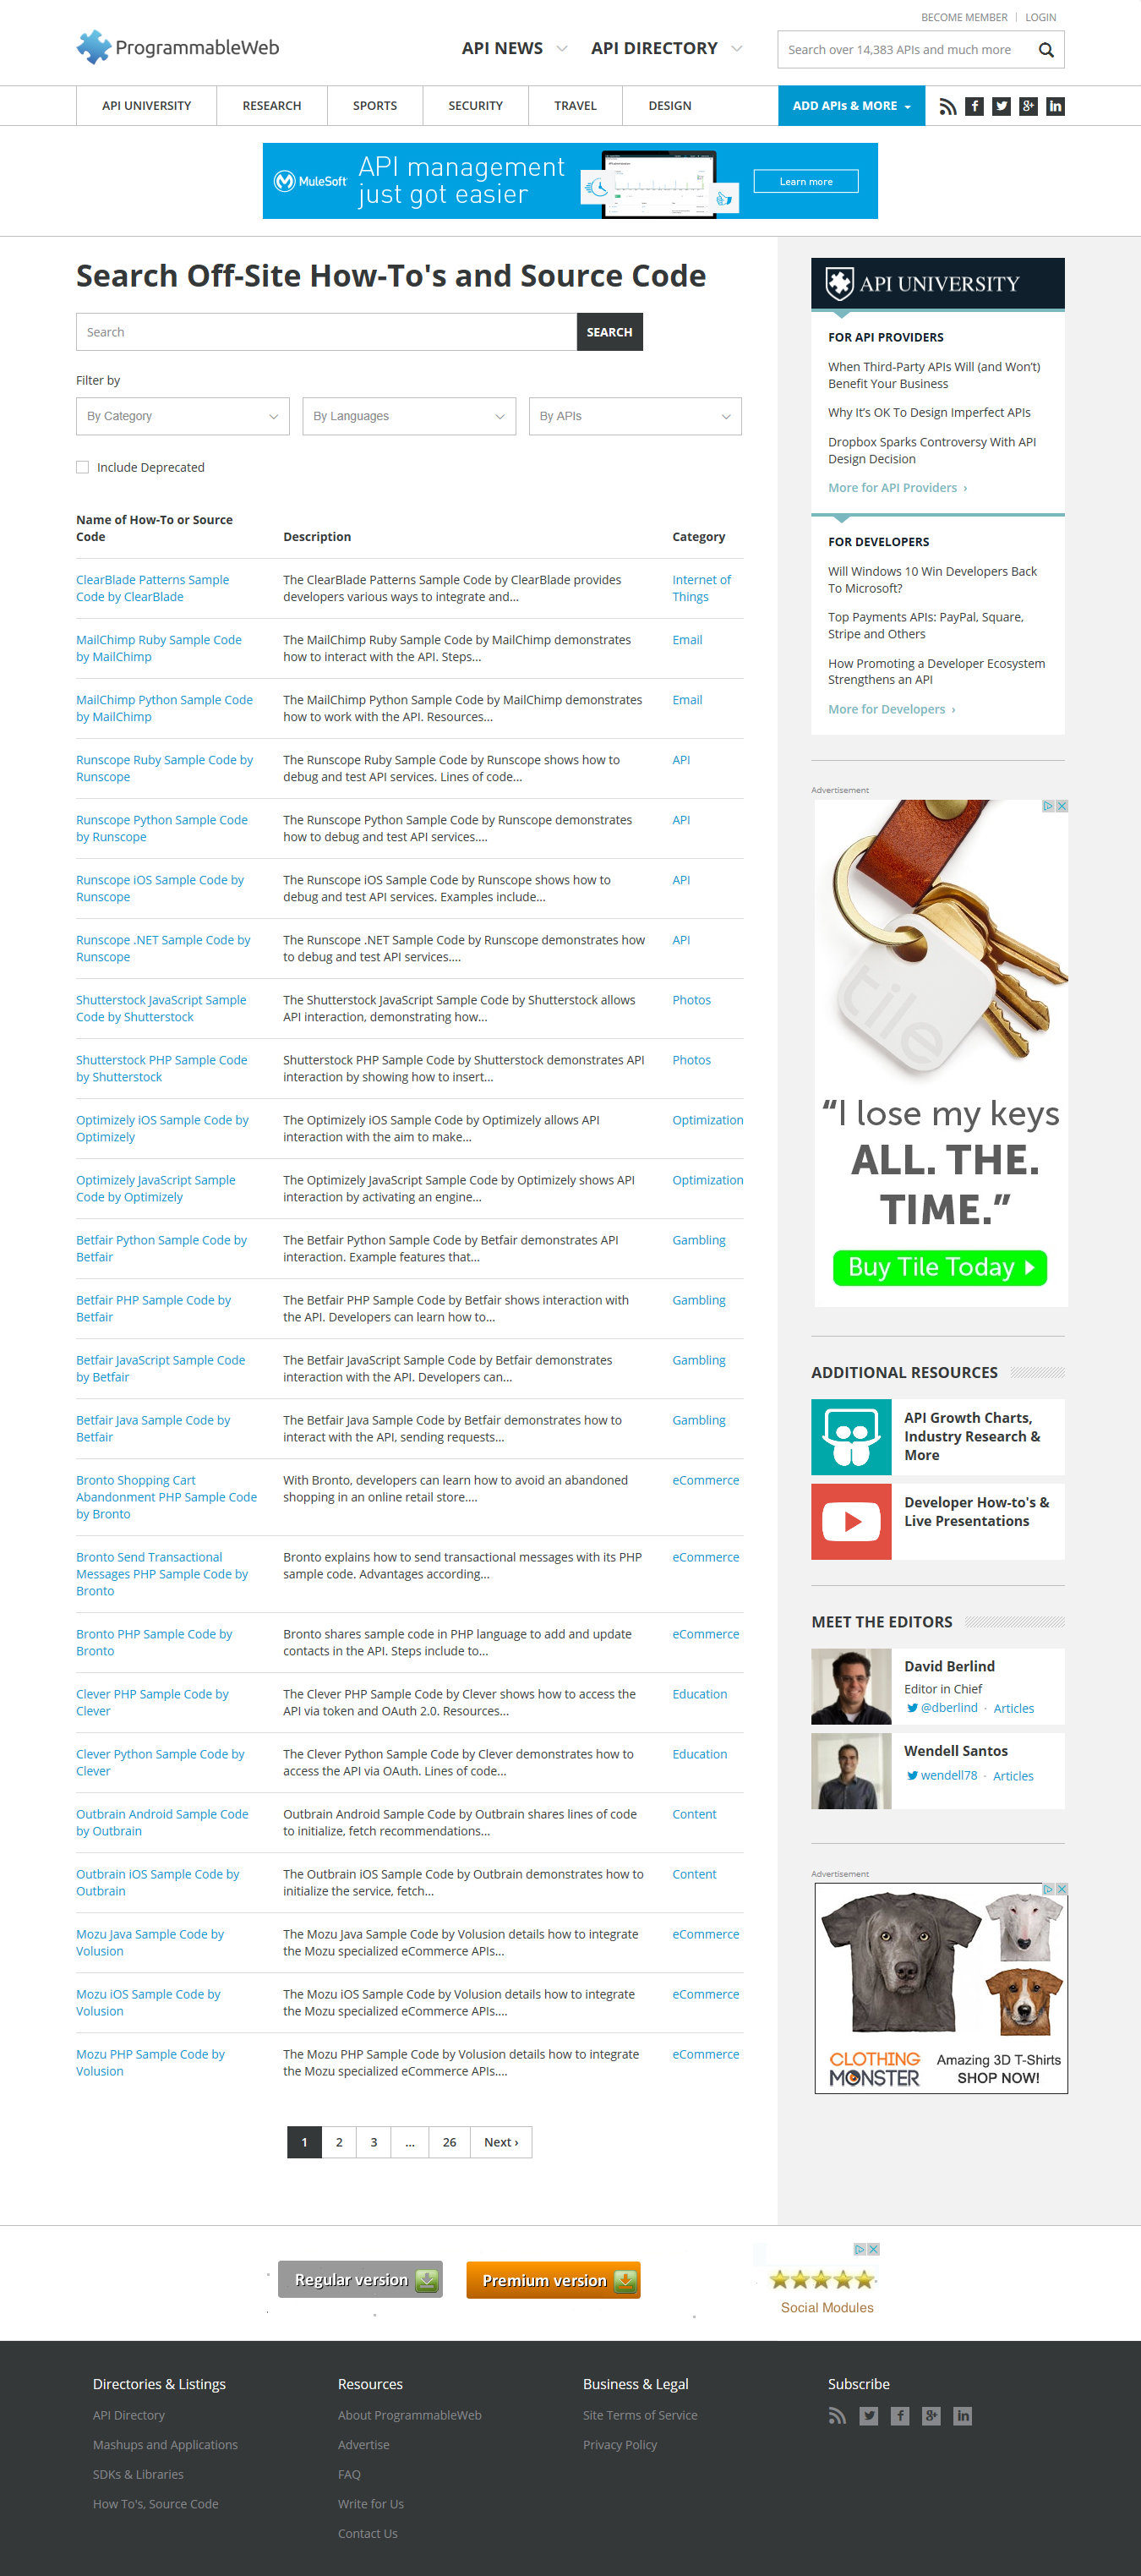 BECOME MEMBER | LOGIN
ProgrammableWeb
API NEWS
API DIRECTORY
Search over 14,383 APIs and much more
API UNIVERSITY
RESEARCH
SPORTS
SECURITY
TRAVEL
DESIGN
ADD APIs & MORE
MuleSoft
API management
just got easier
Learn more
Search Off-Site How-To's and Source Code
Search
SEARCH
Filter by
By Category
By Languages
By APIs
Include Deprecated
Name of How-To or Source
Code
Description
Category
ClearBlade Patterns Sample
Code by ClearBlade
The ClearBlade Patterns Sample Code by ClearBlade provides
developers various ways to integrate and...
Internet of
Things
MailChimp Ruby Sample Code
by MailChimp
The MailChimp Ruby Sample Code by MailChimp demonstrates
how to interact with the API. Steps...
Email
MailChimp Python Sample Code
by MailChimp
The MailChimp Python Sample Code by MailChimp demonstrates
how to work with the API. Resources...
Email
Runscope Ruby Sample Code by
Runscope
The Runscope Ruby Sample Code by Runscope shows how to
debug and test API services. Lines of code...
API
Runscope Python Sample Code
by Runscope
The Runscope Python Sample Code by Runscope demonstrates
how to debug and test API services....
API
Runscope iOS Sample Code by
Runscope
The Runscope iOS Sample Code by Runscope shows how to
debug and test API services. Examples include...
API
Runscope .NET Sample Code by
Runscope
The Runscope .NET Sample Code by Runscope demonstrates how
to debug and test API services....
API
Shutterstock JavaScript Sample
Code by Shutterstock
The Shutterstock JavaScript Sample Code by Shutterstock allows
API interaction, demonstrating how...
Photos
Shutterstock PHP Sample Code
by Shutterstock
Shutterstock PHP Sample Code by Shutterstock demonstrates API
interaction by showing how to insert...
Photos
Optimizely iOS Sample Code by
Optimizely
The Optimizely iOS Sample Code by Optimizely allows API
interaction with the aim to make...
Optimization
Optimizely JavaScript Sample
Code by Optimizely
The Optimizely JavaScript Sample Code by Optimizely shows API
interaction by activating an engine...
Optimization
Betfair Python Sample Code by
Betfair
The Betfair Python Sample Code by Betfair demonstrates API
interaction. Example features that...
Gambling
Betfair PHP Sample Code by
Betfair
The Betfair PHP Sample Code by Betfair shows interaction with
the API. Developers can learn how to...
Gambling
Betfair JavaScript Sample Code
by Betfair
The Betfair JavaScript Sample Code by Betfair demonstrates
interaction with the API. Developers can...
Gambling
Betfair Java Sample Code by
Betfair
The Betfair Java Sample Code by Betfair demonstrates how to
interact with the API, sending requests...
Gambling
Bronto Shopping Cart
Abandonment PHP Sample Code
by Bronto
With Bronto, developers can learn how to avoid an abandoned
shopping in an online retail store....
eCommerce
Bronto Send Transactional
Messages PHP Sample Code by
Bronto
Bronto explains how to send transactional messages with its PHP
sample code. Advantages according...
eCommerce
Bronto PHP Sample Code by
Bronto
Bronto shares sample code in PHP language to add and update
contacts in the API. Steps include to...
eCommerce
Clever PHP Sample Code by
Clever
The Clever PHP Sample Code by Clever shows how to access the
API via token and OAuth 2.0. Resources...
Education
Clever Python Sample Code by
Clever
The Clever Python Sample Code by Clever demonstrates how to
access the API via OAuth. Lines of code...
Education
Outbrain Android Sample Code
by Outbrain
Outbrain Android Sample Code by Outbrain shares lines of code
to initialize, fetch recommendations...
Content
Outbrain iOS Sample Code by
Outbrain
The Outbrain iOS Sample Code by Outbrain demonstrates how to
initialize the service, fetch...
Content
Mozu Java Sample Code by
Volusion
The Mozu Java Sample Code by Volusion details how to integrate
the Mozu specialized eCommerce APIs...
eCommerce
Mozu iOS Sample Code by
Volusion
The Mozu iOS Sample Code by Volusion details how to integrate
the Mozu specialized eCommerce APIs....
eCommerce
Mozu PHP Sample Code by
Volusion
The Mozu PHP Sample Code by Volusion details how to integrate
the Mozu specialized eCommerce APIs....
eCommerce
1
2
3
...
26
Next ›
API UNIVERSITY
FOR API PROVIDERS
When Third-Party APIs Will (and Won't)
Benefit Your Business
Why It's OK To Design Imperfect APIs
Dropbox Sparks Controversy With API
Design Decision
More for API Providers ›
FOR DEVELOPERS
Will Windows 10 Win Developers Back
To Microsoft?
Top Payments APIs: PayPal, Square,
Stripe and Others
How Promoting a Developer Ecosystem
Strengthens an API
More for Developers ›
Advertisement
tile
“I lose my keys
ALL. THE.
TIME.”
Buy Tile Today
ADDITIONAL RESOURCES
API Growth Charts,
Industry Research &
More
Developer How-to's &
Live Presentations
MEET THE EDITORS
David Berlind
Editor in Chief
@dberlind · Articles
Wendell Santos
wendell78 · Articles
Advertisement
CLOTHING
MONSTER
Amazing 3D T-Shirts
SHOP NOW!
Regular version
Premium version
Social Modules
Directories & Listings
API Directory
Mashups and Applications
SDKs & Libraries
How To's, Source Code
Resources
About ProgrammableWeb
Advertise
FAQ
Write for Us
Contact Us
Business & Legal
Site Terms of Service
Privacy Policy
Subscribe